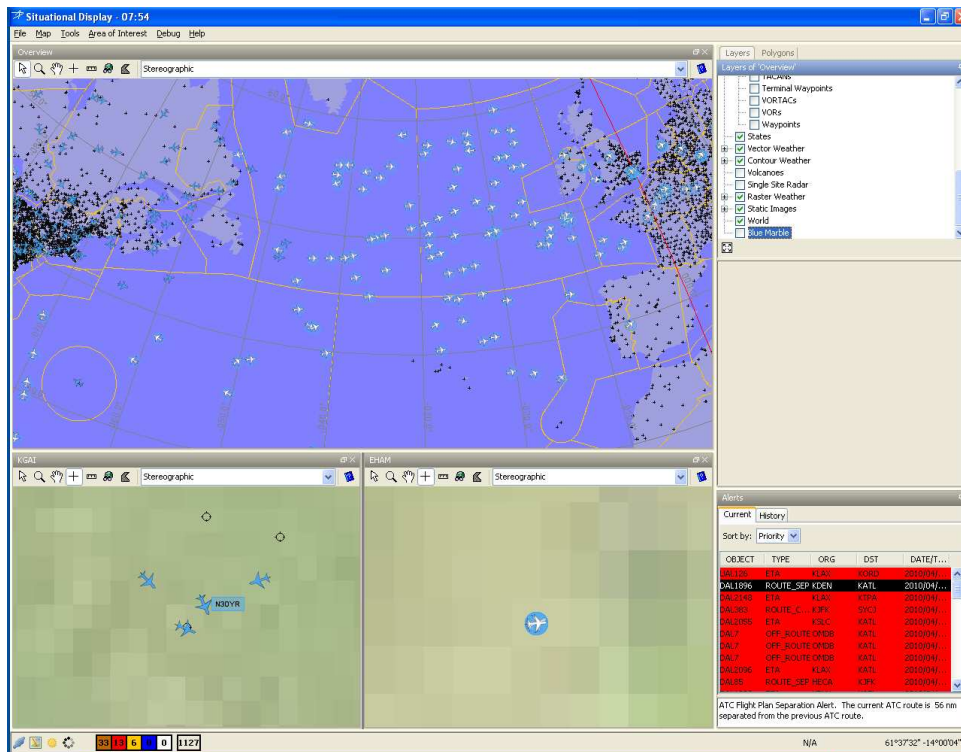 Situational Display - 07:54
File Map Tools Area of Interest Debug Help
Overview
Stereographic
Layers Polygons
Layers of 'Overview'
TACANs
Terminal Waypoints
VORTACs
VORs
Waypoints
States
Vector Weather
Contour Weather
Volcanoes
Single Site Radar
Raster Weather
Static Images
World
Blue Marble
KGAI
Stereographic
N30YR
EHAM
Stereographic
Alerts
Current History
Sort by: Priority
OBJECT TYPE ORG DST DATE/T...
ETA KLAX KORD 2010/04/...
DAL1896 ROUTE_SEP KDEN KATL 2010/04/...
DAL2148 ETA KLAX KTPA 2010/04/...
DAL383 ROUTE_C... KJFK SYCJ 2010/04/...
DAL2055 ETA KSLC KATL 2010/04/...
DAL7 OFF_ROUTE OMDB KATL 2010/04/...
DAL7 OFF_ROUTE OMDB KATL 2010/04/...
DAL7 OFF_ROUTE OMDB KATL 2010/04/...
DAL2096 ETA KLAX KATL 2010/04/...
DAL85 ROUTE_SEP HECA KJFK 2010/04/...
ATC Flight Plan Separation Alert. The current ATC route is 56 nm
separated from the previous ATC route.
33 13 6 0 0 1127
N/A 61°37'32" -14°00'04"